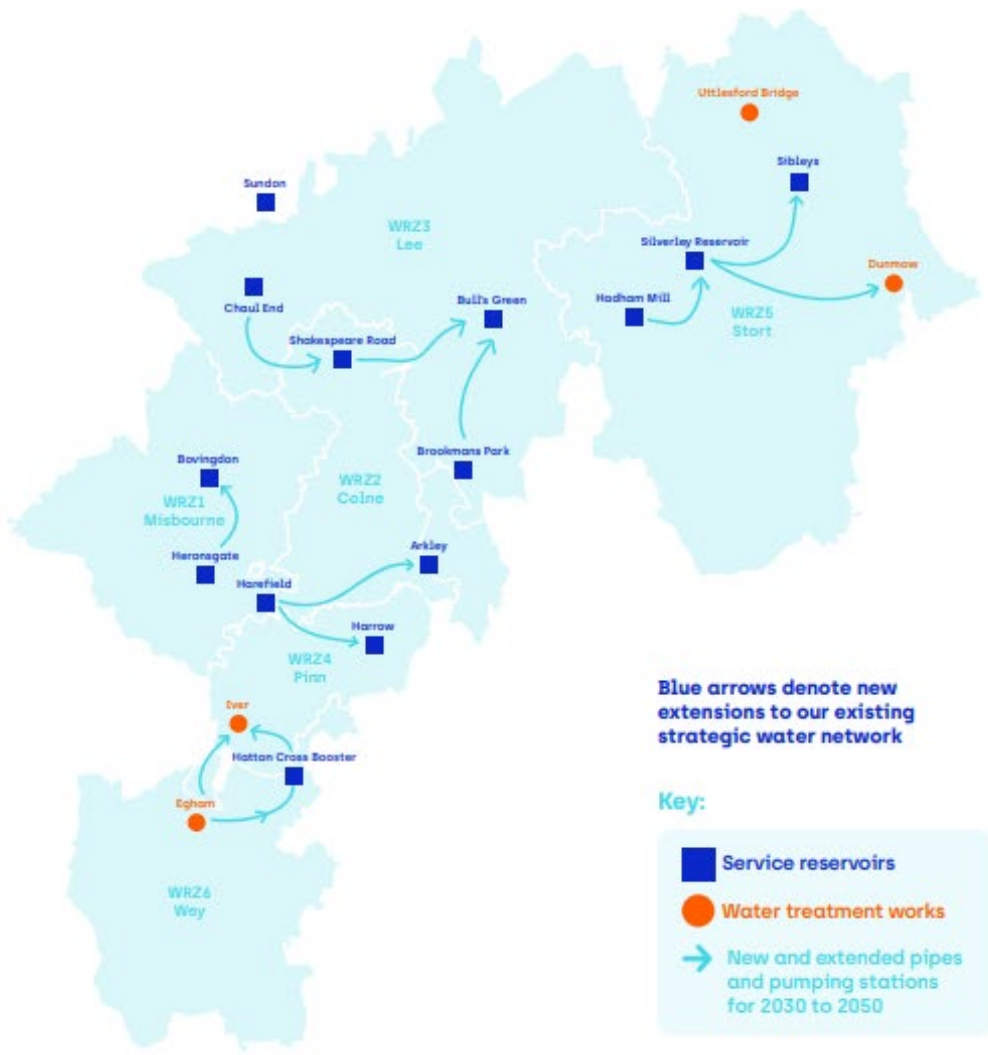 Uttlesford Bridge
Sibleys
Sundon
WRZ3
Lee
Silverley Reservoir
Dunmow
Chaul End
Bull's Green
Hadham Mill
WRZ5
Stort
Shakespeare Road
Brookmans Park
Bovingdon
WRZ2
Colne
WRZ1
Misbourne
Arkley
Heronsgate
Harefield
Harrow
WRZ4
Pinn
Blue arrows denote new
extensions to our existing
strategic water network
Iver
Hatton Cross Booster
Egham
Key:
Service reservoirs
WRZ6
Wey
Water treatment works
New and extended pipes
and pumping stations
for 2030 to 2050